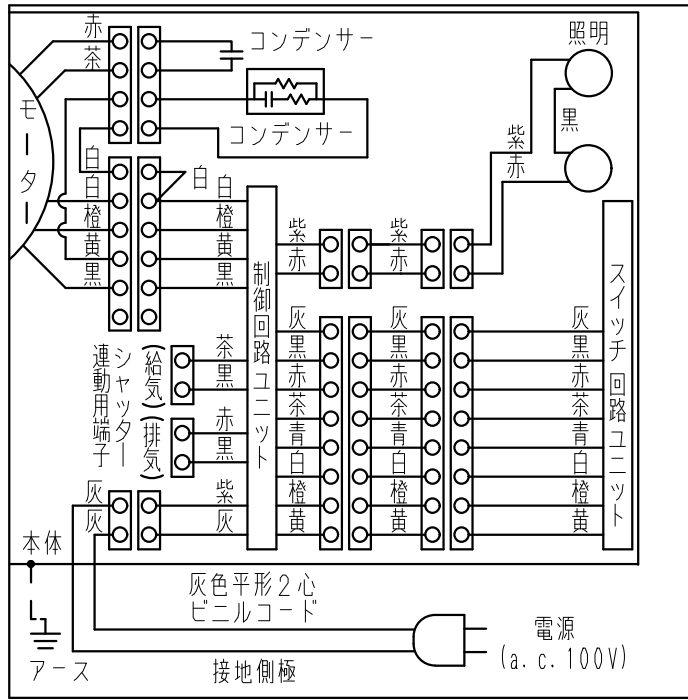 赤
茶
コンデンサー
コンデンサー
モーター
照明
黒
紫
赤
白
白
橙
黄
黒
白
白
橙
黄
黒
紫
赤
紫
赤
制御回路ユニット
スイッチ回路ユニット
シャッター
連動用端子
(給気)
(排気)
茶
黒
赤
黒
灰
黒
赤
茶
青
白
橙
黄
灰
黒
赤
茶
青
白
橙
黄
灰
黒
赤
茶
青
白
橙
黄
灰
灰
紫
灰
本体
アース
灰色平形2心
ビニルコード
接地側極
電源
(a.c.100V)